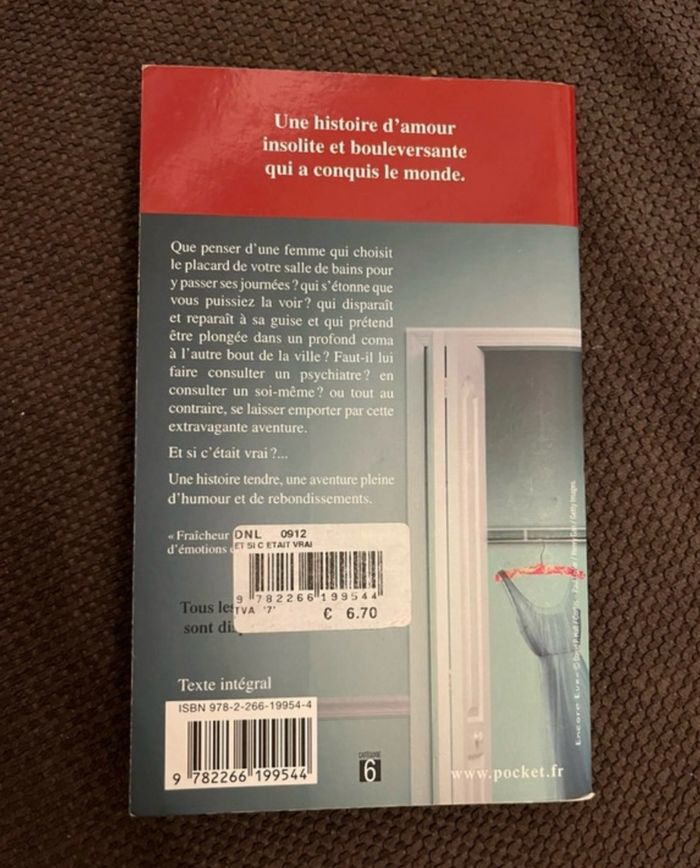 Une histoire d'amour
insolite et bouleversante
qui a conquis le monde.
Que penser d'une femme qui choisit
le placard de votre salle de bains pour
y passer ses journées ? qui s'étonne que
vous puissiez la voir ? qui disparaît
et reparaît à sa guise et qui prétend
être plongée dans un profond coma
à l'autre bout de la ville ? Faut-il lui
faire consulter un psychiatre ? en
consulter un soi-même ? ou tout au
contraire, se laisser emporter par cette
extravagante aventure.
Et si c'était vrai ?...
Une histoire tendre, une aventure pleine
d'humour et de rebondissements.
« Fraîcheur
d'émotions
DNL 0912
ET SI C ETAIT VRAI
9 782266 199544
TVA '7' € 6.70
Tous les
sont
Texte intégral
ISBN 978-2-266-19954-4
9 782266 199544
CATÉGORIE
6
www.pocket.fr
/ Getty Images.